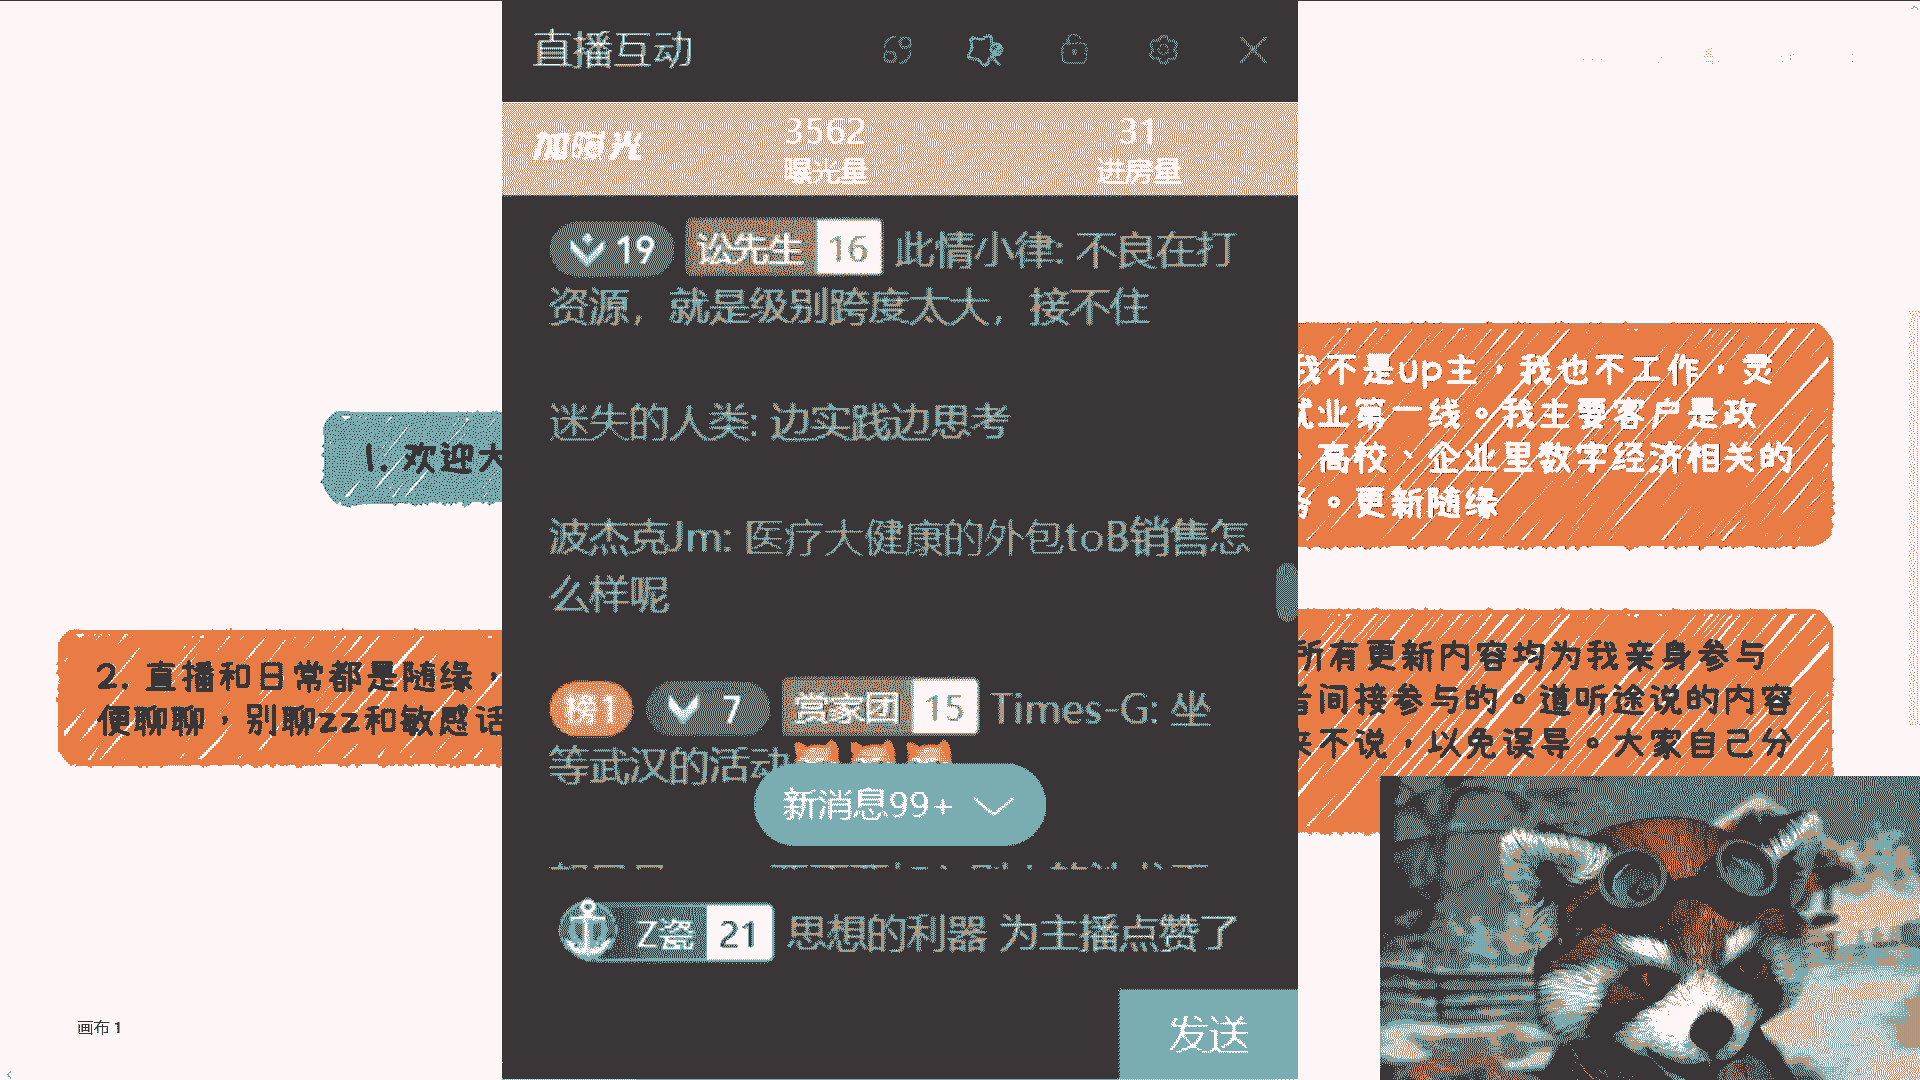 直播互动
加曝光
3562
曝光量
31
进房量
19 讼先生 16 此情小律: 不良在打
资源，就是级别跨度太大，接不住
迷失的人类: 边实践边思考
波杰克Jm: 医疗大健康的外包toB销售怎
么样呢
榜1 7 赏家团 15 Times-G: 坐
等武汉的活动
新消息99+
Z瓷 21 思想的利器 为主播点赞了
发送
1. 欢迎大
2. 直播和日常都是随缘，
便聊聊，别聊zz和敏感话
我不是up主，我也不工作，灵
就业第一线。我主要客户是政
、高校、企业里数字经济相关的
务。更新随缘
所有更新内容均为我亲身参与
者间接参与的。道听途说的内容
来不说，以免误导。大家自己分
画布 1